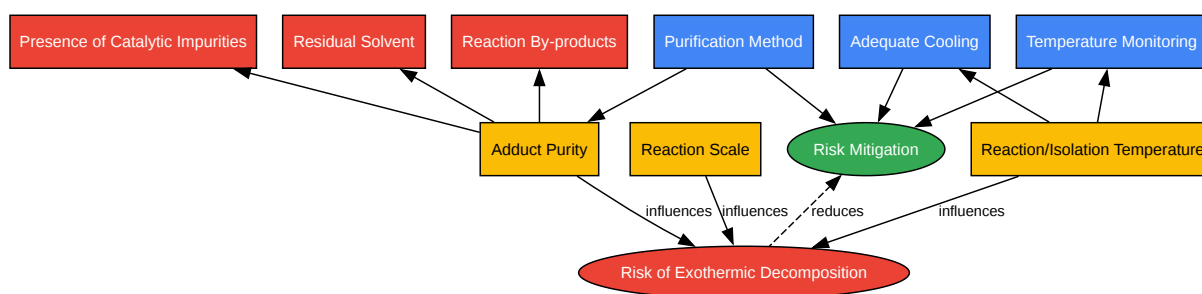 Presence of Catalytic Impurities
Residual Solvent
Reaction By-products
Purification Method
Adequate Cooling
Temperature Monitoring
Adduct Purity
Reaction Scale
Risk Mitigation
Reaction/Isolation Temperature
influences
influences
reduces
influences
Risk of Exothermic Decomposition